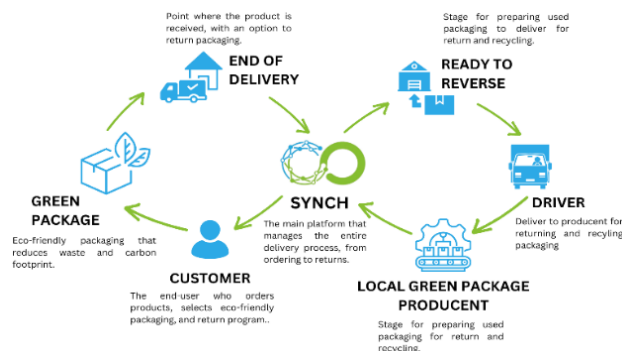 Point where the product is
received, with an option to
return packaging.
END OF
DELIVERY
Stage for preparing used
packaging to deliver for
return and recycling.
READY TO
REVERSE
GREEN
PACKAGE
Eco-friendly packaging that
reduces waste and carbon
footprint.
SYNCH
The main platform that
manages the entire
delivery process, from
ordering to returns.
DRIVER
Deliver to producent for
returning and recyling
packaging
CUSTOMER
The end-user who orders
products, selects eco-friendly
packaging, and return program..
LOCAL GREEN PACKAGE
PRODUCENT
Stage for preparing used
packaging for return and
recycling.